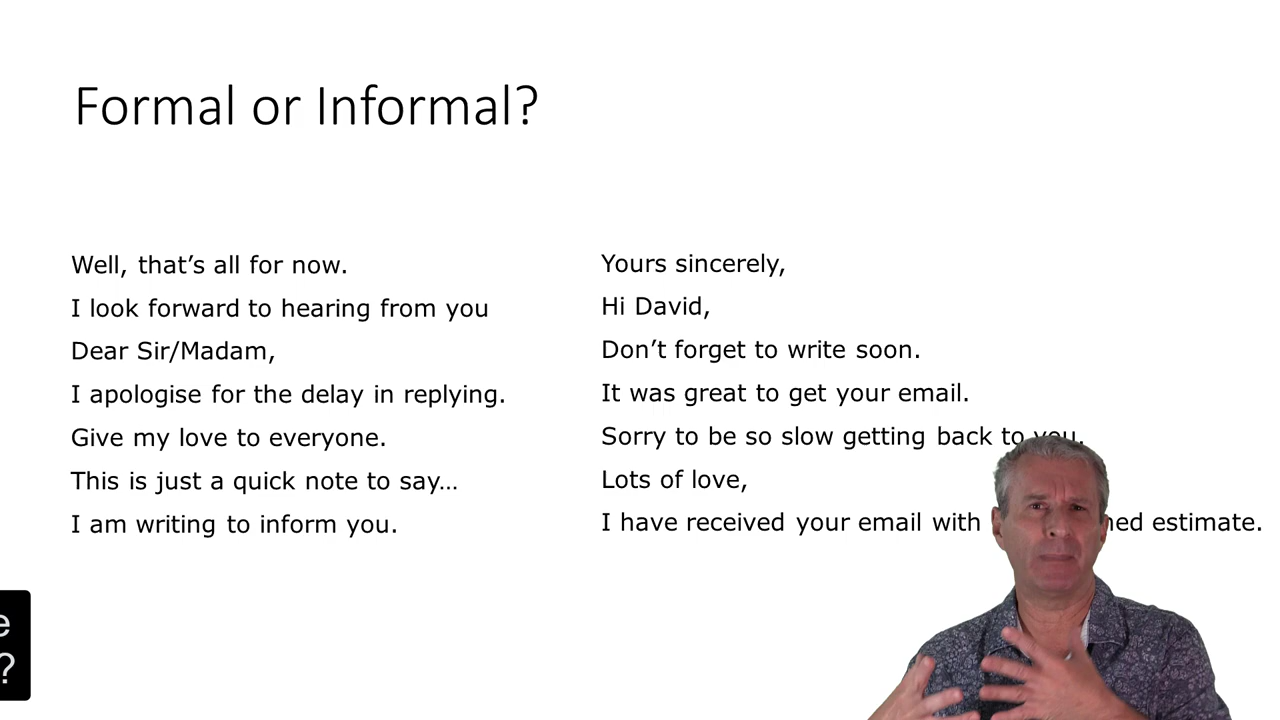 Formal or Informal?
Well, that's all for now.
I look forward to hearing from you
Dear Sir/Madam,
I apologise for the delay in replying.
Give my love to everyone.
This is just a quick note to say…
I am writing to inform you.
Yours sincerely,
Hi David,
Don't forget to write soon.
It was great to get your email.
Sorry to be so slow getting back to you.
Lots of love,
I have received your email with estimate.
e
?